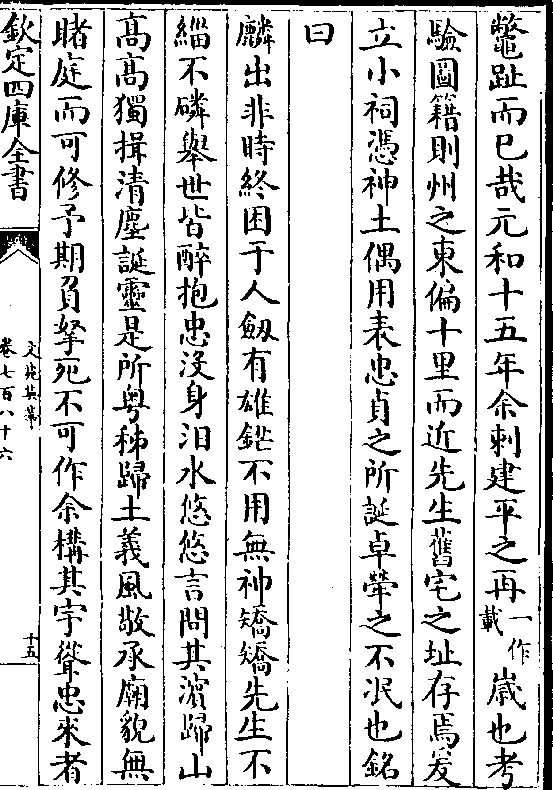 鼈趾而已哉元和十五年余刺建平之再一作載歲也考
驗圖籍則州之東偏十里而近先生舊宅之址存焉爰
立小祠憑神土偶用表忠貞之所誕卓犖之不泯也銘
曰
麟出非時終困于人劔有雄鋩不用無神矯矯先生不
緇不磷舉世皆醉抱忠沒身汨水悠悠言問其濵歸山
高高獨揖清塵誕靈是所粤秭歸土義風敬承廟貌無
睹庭而可修予期負拏死不可作余構其宇聳忠來者
欽定四庫全書
文苑英華
卷七百八十六
十五